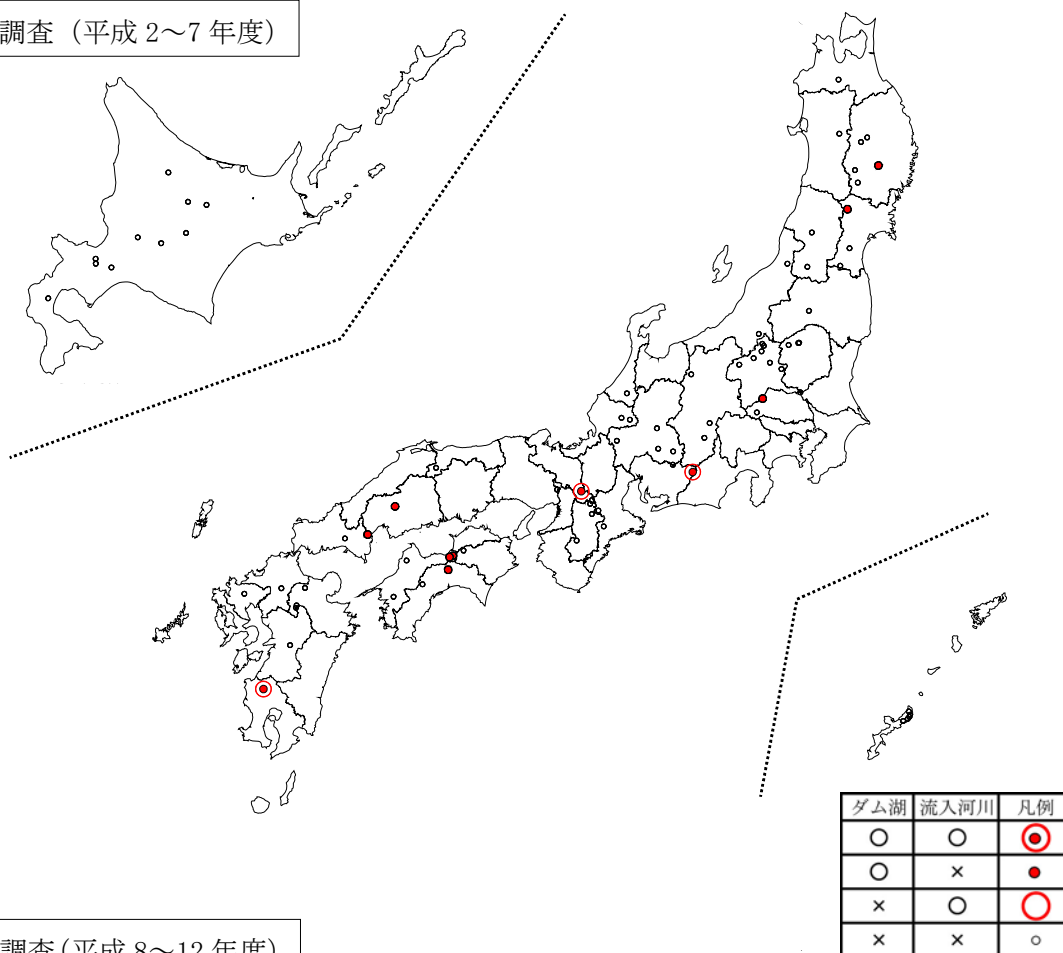 調査（平成 2～7 年度）
ダム湖 流入河川 凡例
○ ○
○ ×
× ○
× ×
調査（平成 8～12 年度）